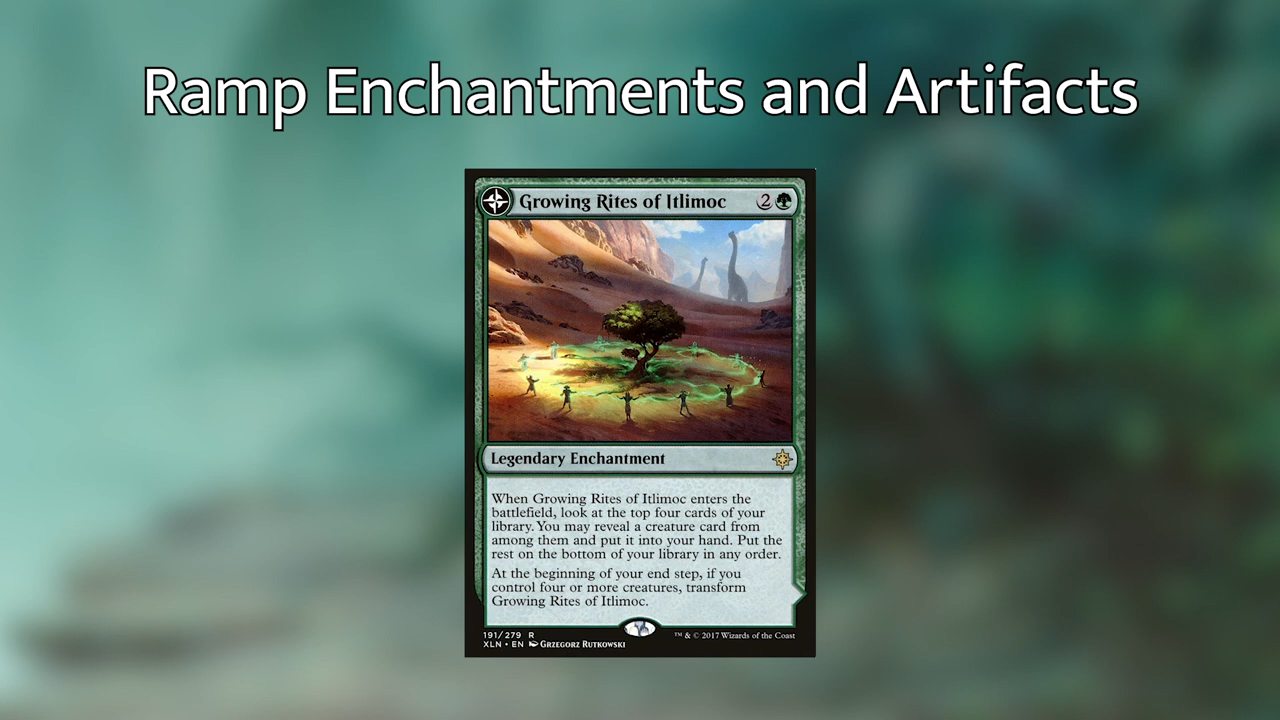 Ramp Enchantments and Artifacts
Growing Rites of Itlimoc 2
Legendary Enchantment
When Growing Rites of Itlimoc enters the
battlefield, look at the top four cards of your
library. You may reveal a creature card from
among them and put it into your hand. Put the
rest on the bottom of your library in any order.
At the beginning of your end step, if you
control four or more creatures, transform
Growing Rites of Itlimoc.
191/279 R
XLN • EN Grzegorz Rutkowski
™ & © 2017 Wizards of the Coast